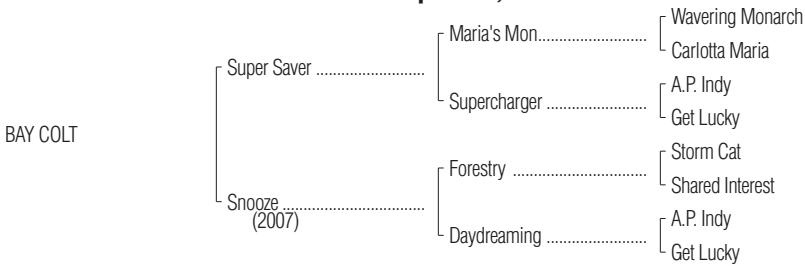 Wavering Monarch
Maria's Mon............................
Carlotta Maria
Super Saver ............................
A.P. Indy
Supercharger ..........................
Get Lucky
BAY COLT
Storm Cat
Forestry ...................................
Shared Interest
Snooze .....................................
(2007)
A.P. Indy
Daydreaming ..........................
Get Lucky